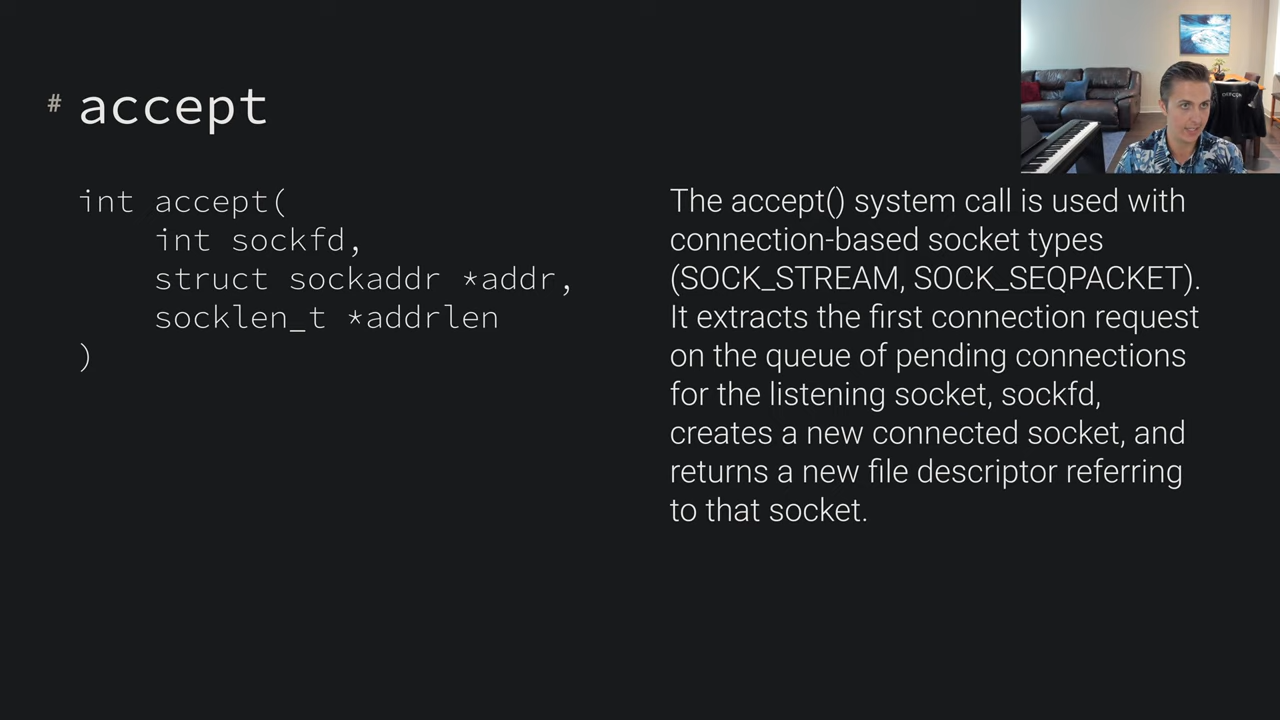 # accept
int accept(
int sockfd,
struct sockaddr *addr,
socklen_t *addrlen
)
The accept() system call is used with
connection-based socket types
(SOCK_STREAM, SOCK_SEQPACKET).
It extracts the first connection request
on the queue of pending connections
for the listening socket, sockfd,
creates a new connected socket, and
returns a new file descriptor referring
to that socket.